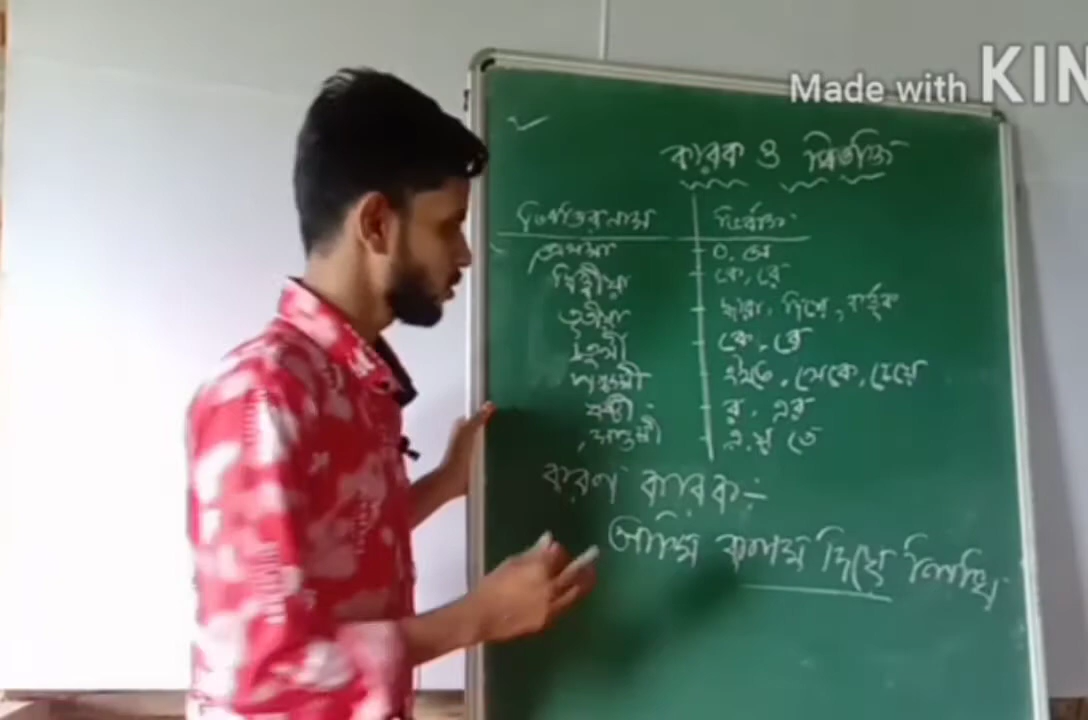 Made with KIN
কারক ও বিভক্তি
বিভক্তির নাম বিভক্তি
প্রথমা ০, অ
দ্বিতীয়া কে, রে
তৃতীয়া দ্বারা, দিয়ে, কর্তৃক
চতুর্থী কে, রে
পঞ্চমী হইতে, থেকে, চেয়ে
ষষ্ঠী র, এর
সপ্তমী এ, য়, তে
করণ কারক:-
আমি কলম দিয়ে লিখি।